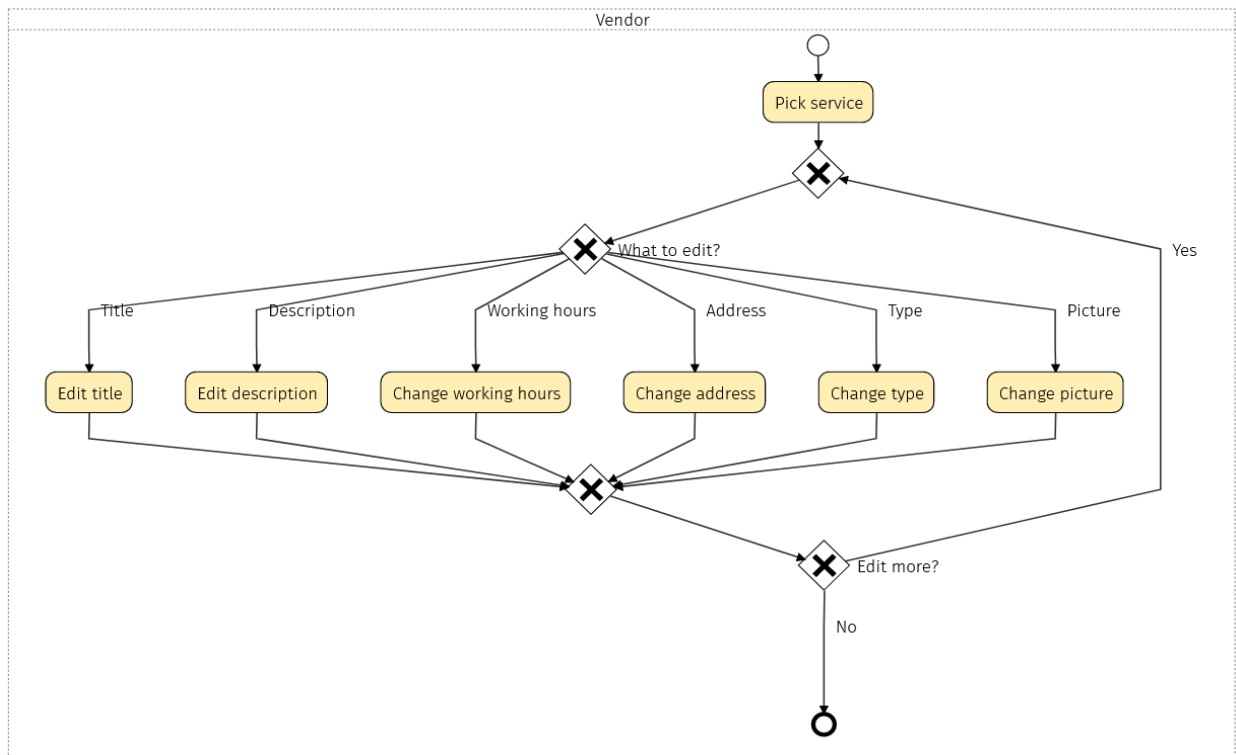 Vendor
Pick service
What to edit?
Yes
Title
Description
Working hours
Address
Type
Picture
Edit title
Edit description
Change working hours
Change address
Change type
Change picture
Edit more?
No